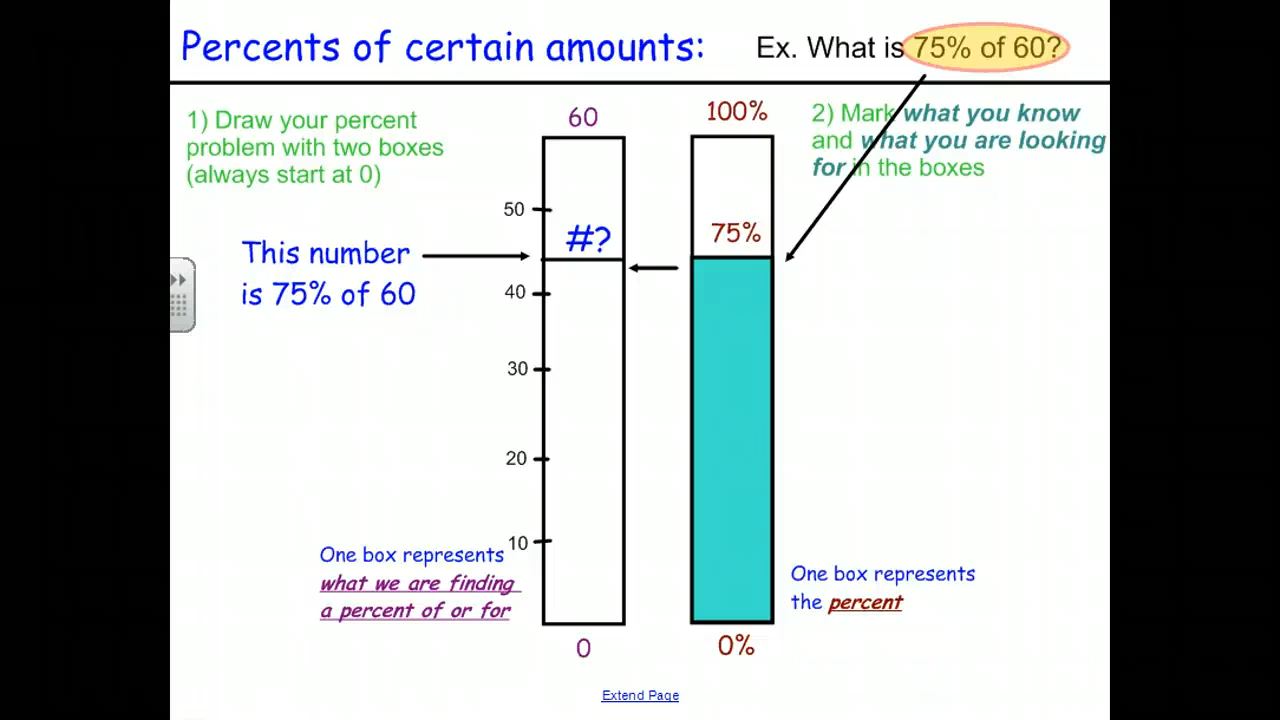 Percents of certain amounts:
Ex. What is 75% of 60?
1) Draw your percent
problem with two boxes
(always start at 0)
60
100%
2) Mark what you know
and what you are looking
for in the boxes
50
#?
75%
This number
is 75% of 60
40
30
20
10
One box represents
what we are finding
a percent of or for
One box represents
the percent
0
0%
Extend Page